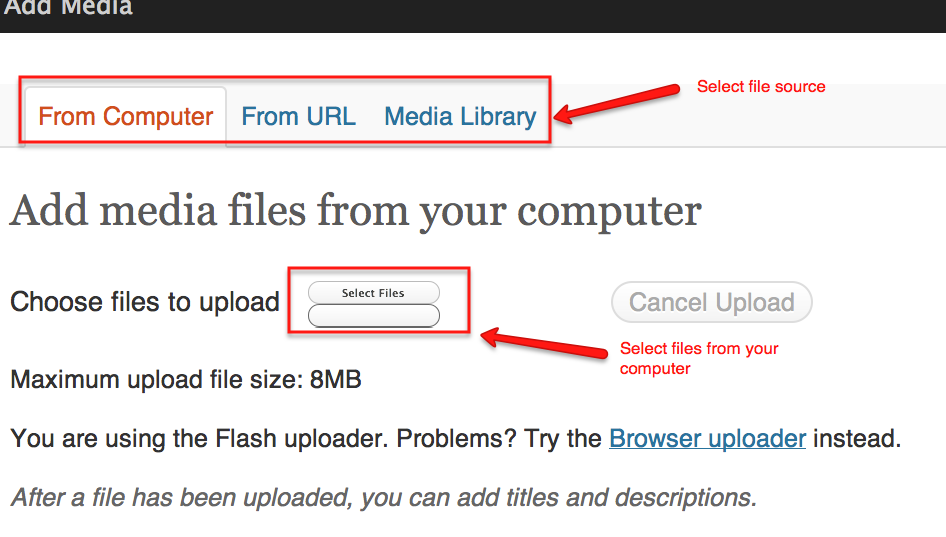 Add Media
Select file source
From Computer From URL Media Library
Add media files from your computer
Choose files to upload Select Files Cancel Upload
Select files from your
computer
Maximum upload file size: 8MB
You are using the Flash uploader. Problems? Try the Browser uploader instead.
After a file has been uploaded, you can add titles and descriptions.